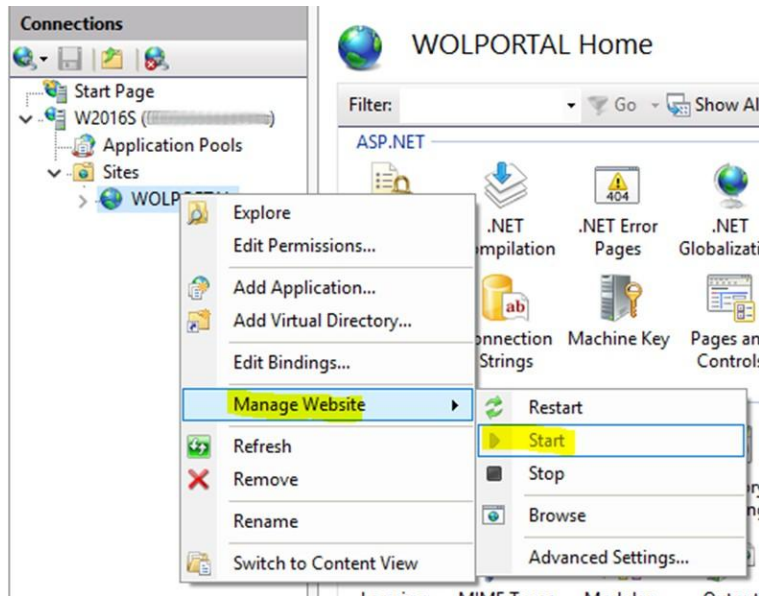 Connections
WOLPORTAL Home
Start Page
Filter:
Go
Show Al
W2016S (
)
ASP.NET
Application Pools
Sites
WOLP
Explore
.NET
.NET Error
.NET
Edit Permissions...
mpilation
Pages
Globalizati
404
Add Application...
ab
Add Virtual Directory...
nnection
Machine Key
Pages an
Strings
Controls
Edit Bindings...
Manage Website
Restart
Start
Refresh
Stop
Remove
Browse
Rename
Advanced Settings...
Switch to Content View